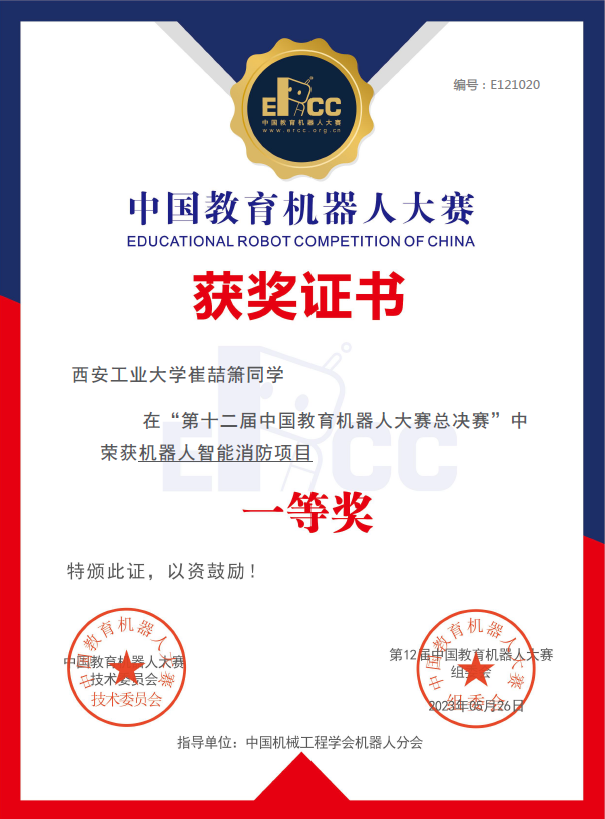 编号：E121020
ERCC
中国教育机器人大赛
www.ercc.org.cn
中国教育机器人大赛
EDUCATIONAL ROBOT COMPETITION OF CHINA
获奖证书
西安工业大学崔喆箫同学
在“第十二届中国教育机器人大赛总决赛”中
荣获机器人智能消防项目
一等奖
特颁此证，以资鼓励！
中国教育机器人大赛
技术委员会
中国教育机器人大赛
技术委员会
第12届中国教育机器人大赛
组委会
2023年05月26日
中国教育机器人大赛
组委会
指导单位：中国机械工程学会机器人分会